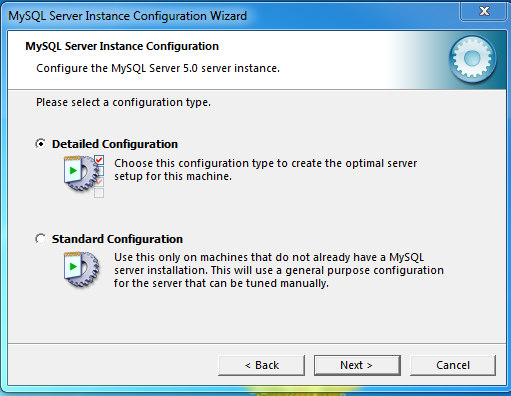 MySQL Server Instance Configuration Wizard
MySQL Server Instance Configuration
Configure the MySQL Server 5.0 server instance.
Please select a configuration type.
Detailed Configuration
Choose this configuration type to create the optimal server
setup for this machine.
Standard Configuration
Use this only on machines that do not already have a MySQL
server installation. This will use a general purpose configuration
for the server that can be tuned manually.
< Back
Next >
Cancel